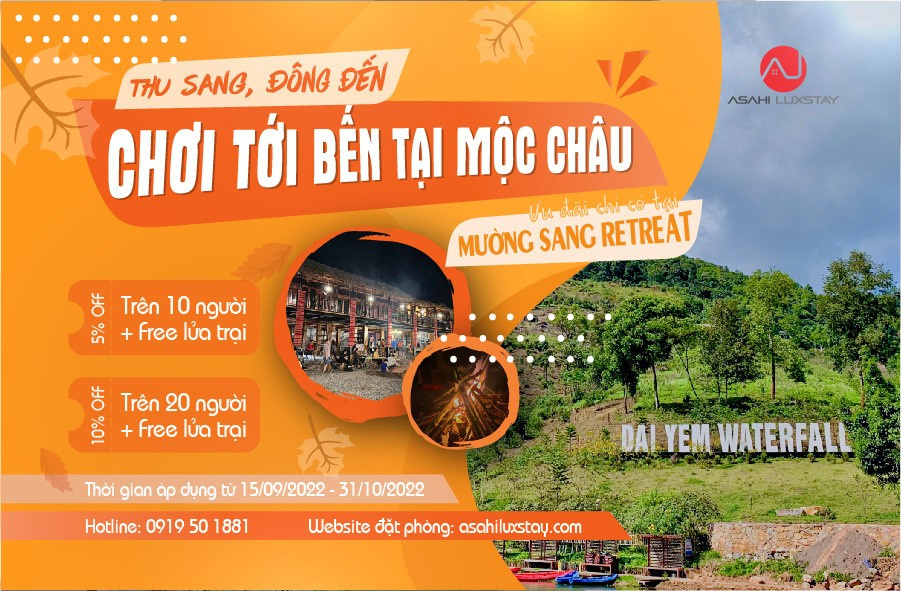 THU SANG, ĐÔNG ĐẾN
CHƠI TỚI BẾN TẠI MỘC CHÂU
ASAHI LUXSTAY
Ưu đãi chỉ có tại
MƯỜNG SANG RETREAT
5% OFF
Trên 10 người
+ Free lửa trại
10% OFF
Trên 20 người
+ Free lửa trại
DAI YEM WATERFALL
Thời gian áp dụng từ 15/09/2022 - 31/10/2022
Hotline: 0919 50 1881 Website đặt phòng: asahiluxstay.com